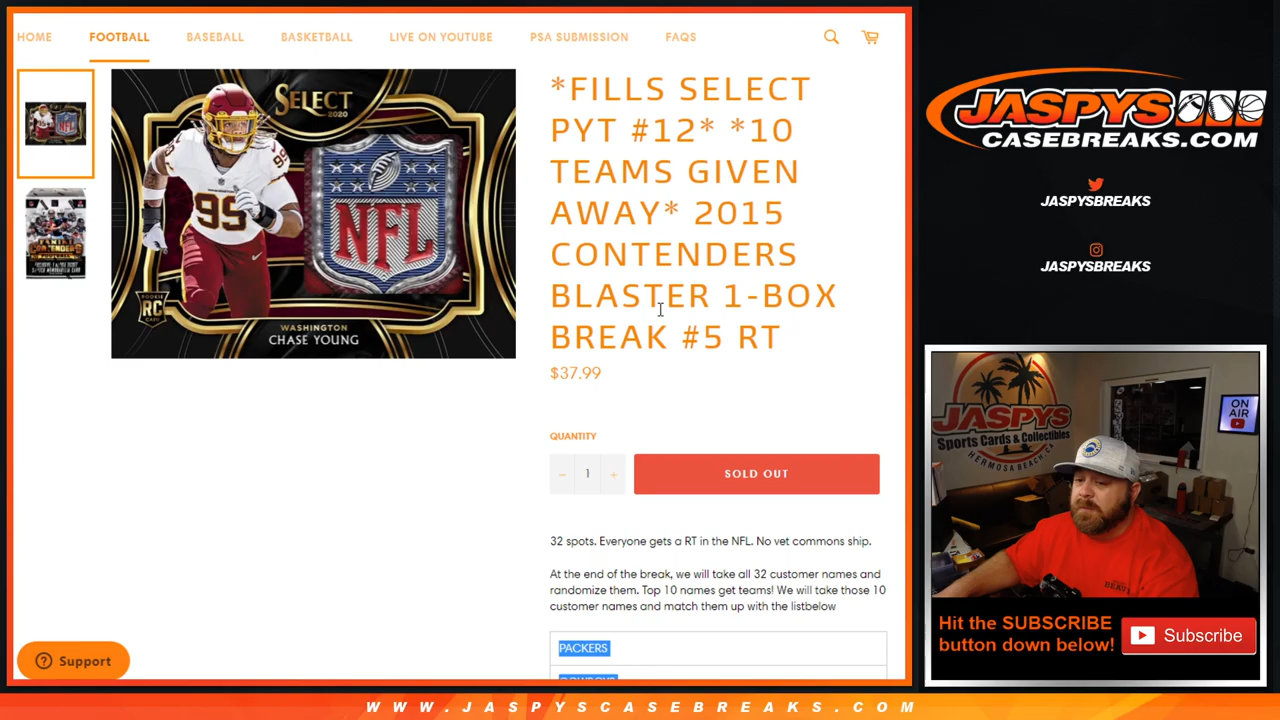 HOME
FOOTBALL
BASEBALL
BASKETBALL
LIVE ON YOUTUBE
PSA SUBMISSION
FAQS
SELECT
2020
99
NFL
RC
WASHINGTON
CHASE YOUNG
*FILLS SELECT
PYT #12* *10
TEAMS GIVEN
AWAY* 2015
CONTENDERS
BLASTER 1-BOX
BREAK #5 RT
$37.99
QUANTITY
− 1 +
SOLD OUT
32 spots. Everyone gets a RT in the NFL. No vet commons ship.
At the end of the break, we will take all 32 customer names and
randomize them. Top 10 names get teams! We will take those 10
customer names and match them up with the listbelow
PACKERS
Support
JASPYS
CASEBREAKS.COM
JASPYSBREAKS
JASPYSBREAKS
JASPYS
Sports Cards & Collectibles
HERMOSA BEACH, CA
ON
AIR
Hit the SUBSCRIBE
button down below!
Subscribe
WWW.JASPYSCASEBREAKS.COM